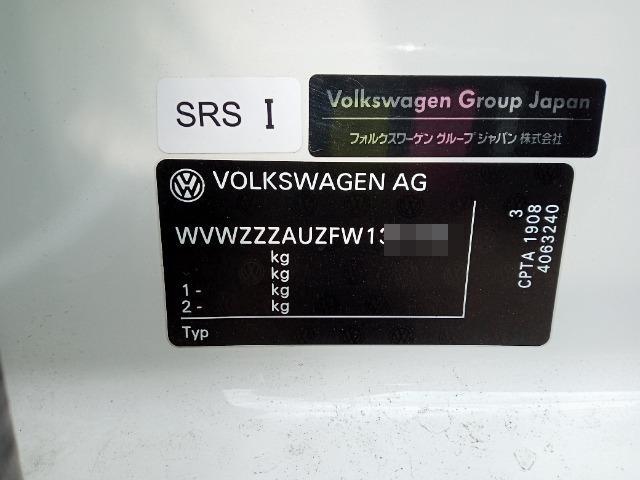 SRS I
Volkswagen Group Japan
フォルクスワーゲン グループ ジャパン 株式会社
VOLKSWAGEN AG
WVWZZZAUZFW13
kg
kg
1 - kg
2 - kg
Typ
3
CPTA 1908
4063240